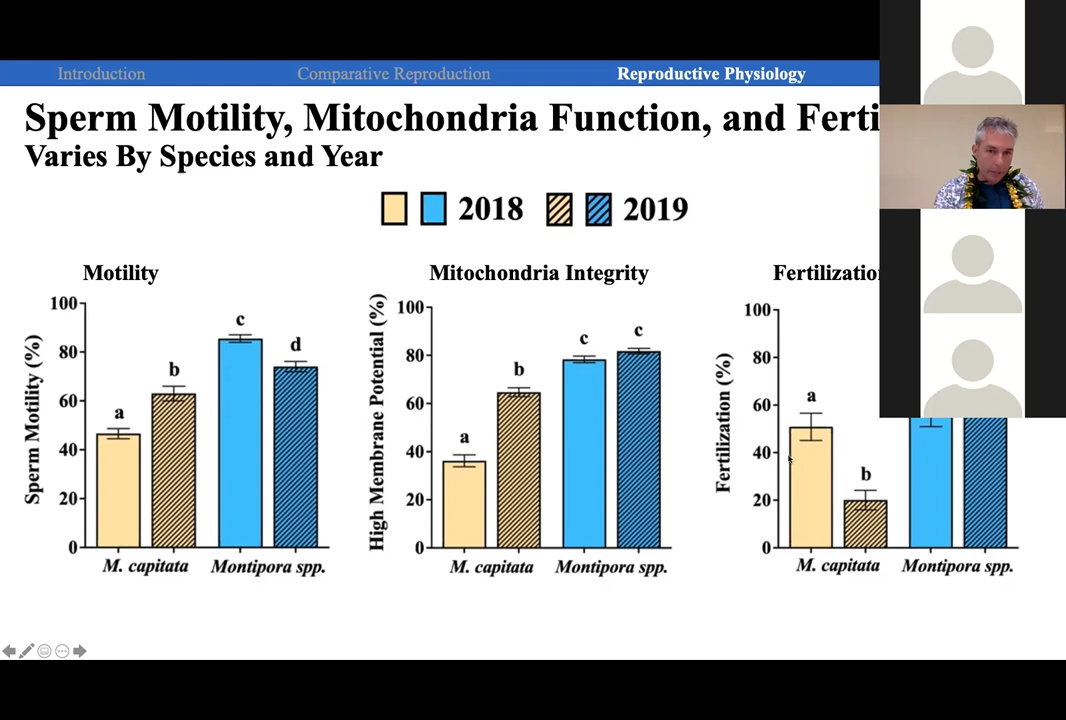 Introduction Comparative Reproduction Reproductive Physiology
Sperm Motility, Mitochondria Function, and Ferti
Varies By Species and Year
2018 2019
Motility
Sperm Motility (%)
100
80
60
40
20
0
a
b
c
d
M. capitata Montipora spp.
Mitochondria Integrity
High Membrane Potential (%)
100
80
60
40
20
0
a
b
c
c
M. capitata Montipora spp.
Fertilization
Fertilization (%)
100
80
60
40
20
0
a
b
M. capitata Montipora spp.